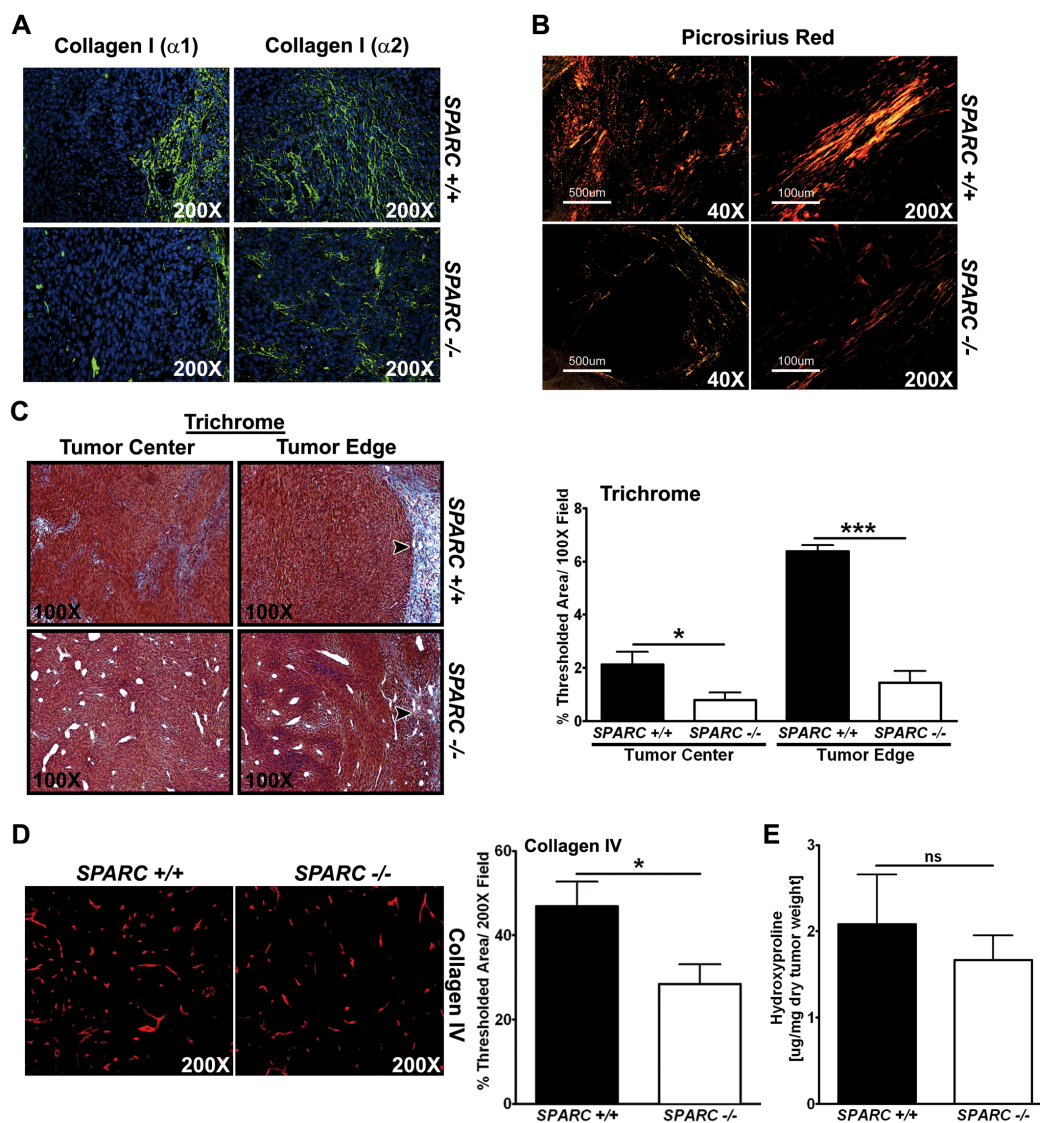 A
Collagen I (α1)
Collagen I (α2)
SPARC +/+
200X
200X
SPARC -/-
200X
200X
B
Picrosirius Red
SPARC +/+
500um
40X
100um
200X
SPARC -/-
500um
40X
100um
200X
C
Trichrome
Tumor Center
Tumor Edge
SPARC +/+
100X
100X
SPARC -/-
100X
100X
Trichrome
% Thresholded Area/ 100X Field
8
6
4
2
0
*
***
SPARC +/+
SPARC -/-
SPARC +/+
SPARC -/-
Tumor Center
Tumor Edge
D
SPARC +/+
SPARC -/-
Collagen IV
200X
200X
Collagen IV
% Thresholded Area/ 200X Field
60
40
20
0
*
SPARC +/+
SPARC -/-
E
Hydroxyproline
[ug/mg dry tumor weight]
3
2
1
0
ns
SPARC +/+
SPARC -/-